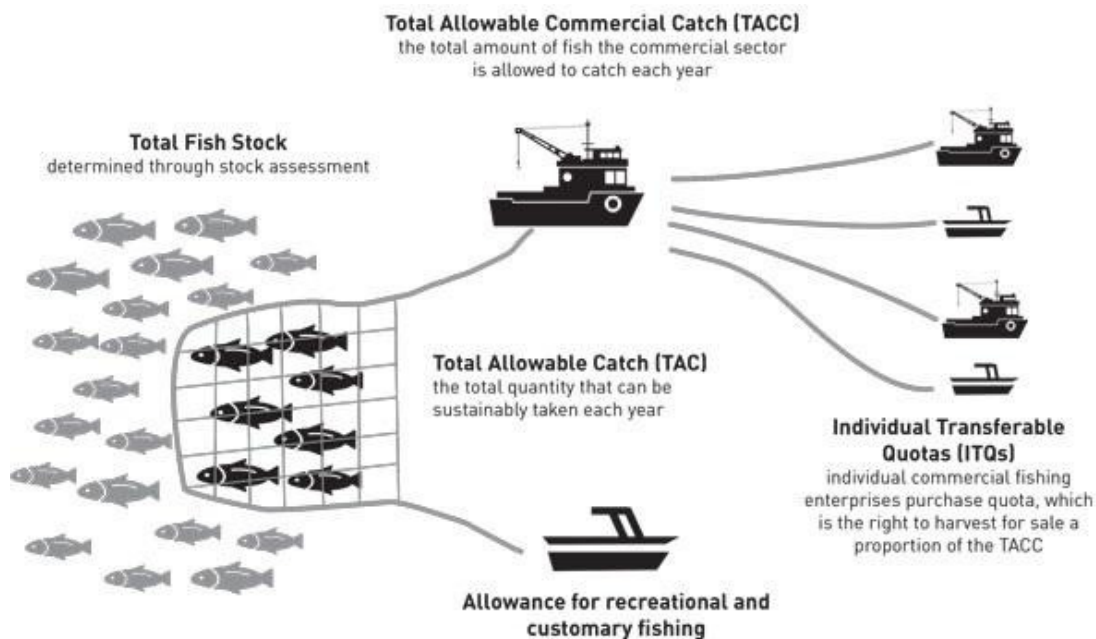 Total Allowable Commercial Catch (TACC)
the total amount of fish the commercial sector
is allowed to catch each year
Total Fish Stock
determined through stock assessment
Total Allowable Catch (TAC)
the total quantity that can be
sustainably taken each year
Individual Transferable
Quotas (ITQs)
individual commercial fishing
enterprises purchase quota, which
is the right to harvest for sale a
proportion of the TACC
Allowance for recreational and
customary fishing